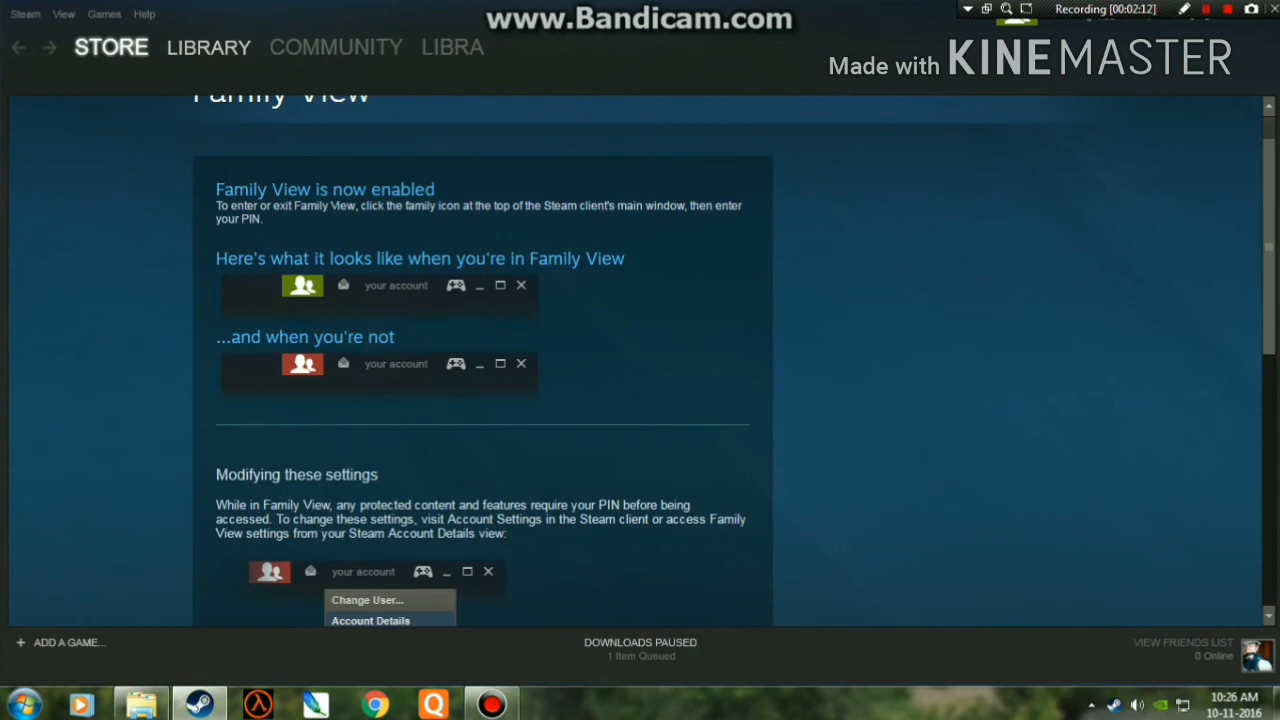 www.Bandicam.com
Recording [00:02:12]
Steam View Games Help
STORE LIBRARY COMMUNITY LIBRA
Made with KINEMASTER
Family View
Family View is now enabled
To enter or exit Family View, click the family icon at the top of the Steam client's main window, then enter
your PIN.
Here's what it looks like when you're in Family View
your account
...and when you're not
your account
Modifying these settings
While in Family View, any protected content and features require your PIN before being
accessed. To change these settings, visit Account Settings in the Steam client or access Family
View settings from your Steam Account Details view:
your account
Change User...
Account Details
+ ADD A GAME...
DOWNLOADS PAUSED
1 Item Queued
VIEW FRIENDS LIST
0 Online
10:26 AM
10-11-2016